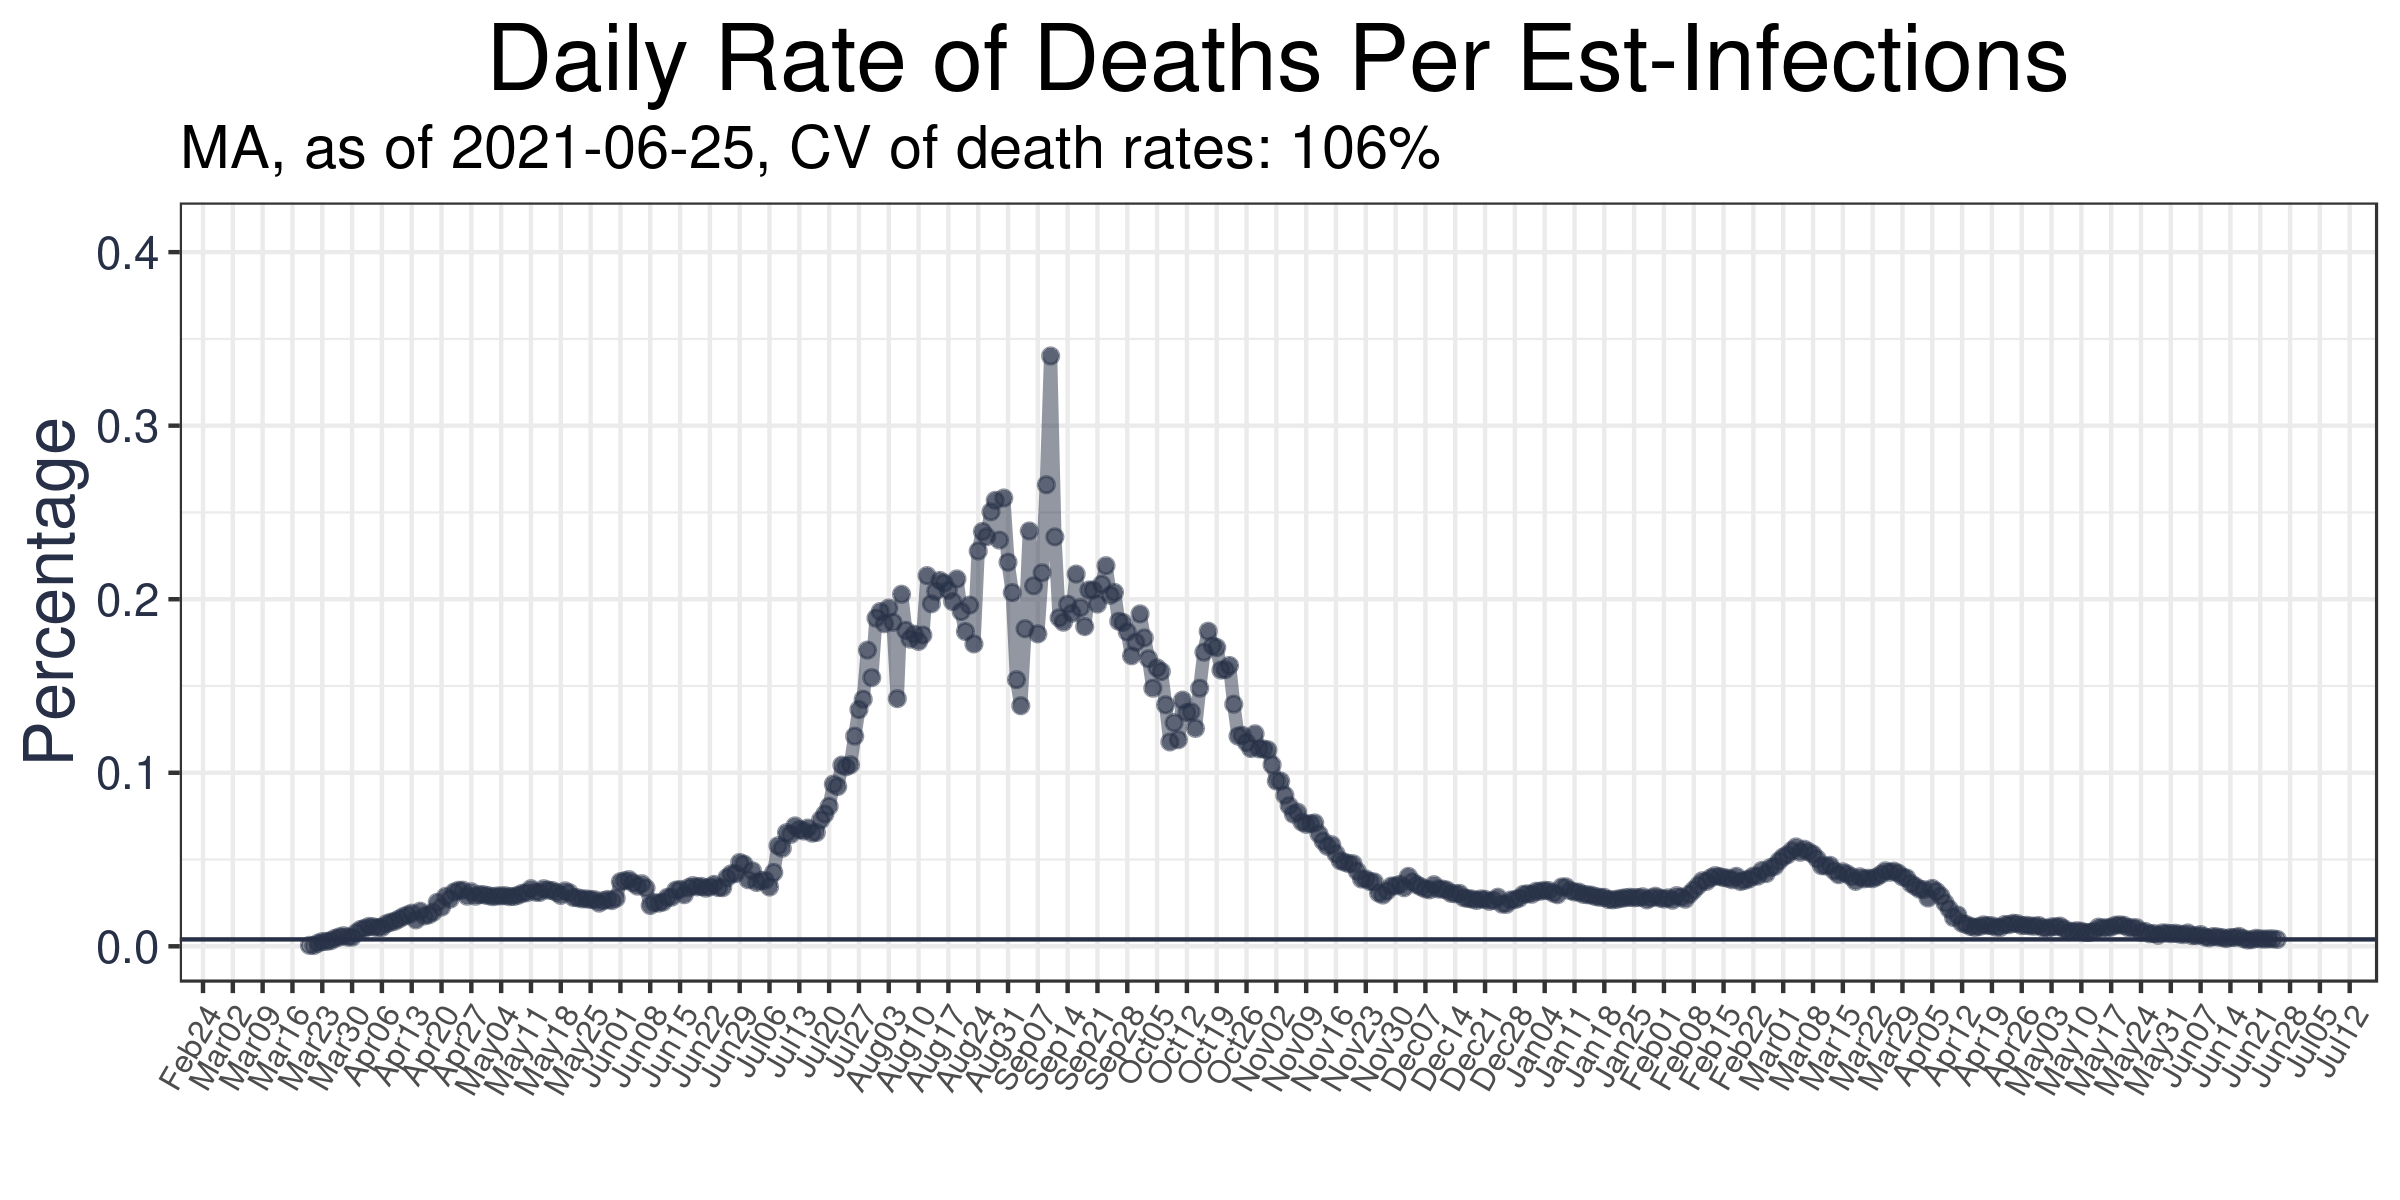 Daily Rate of Deaths Per Est-Infections
MA, as of 2021-06-25, CV of death rates: 106%
Percentage
0.4
0.3
0.2
0.1
0.0
Feb24
Mar02
Mar09
Mar16
Mar23
Mar30
Apr06
Apr13
Apr20
Apr27
May04
May11
May18
May25
Jun01
Jun08
Jun15
Jun22
Jun29
Jul06
Jul13
Jul20
Jul27
Aug03
Aug10
Aug17
Aug24
Aug31
Sep07
Sep14
Sep21
Sep28
Oct05
Oct12
Oct19
Oct26
Nov02
Nov09
Nov16
Nov23
Nov30
Dec07
Dec14
Dec21
Dec28
Jan04
Jan11
Jan18
Jan25
Feb01
Feb08
Feb15
Feb22
Mar01
Mar08
Mar15
Mar22
Mar29
Apr05
Apr12
Apr19
Apr26
May03
May10
May17
May24
May31
Jun07
Jun14
Jun21
Jun28
Jul05
Jul12